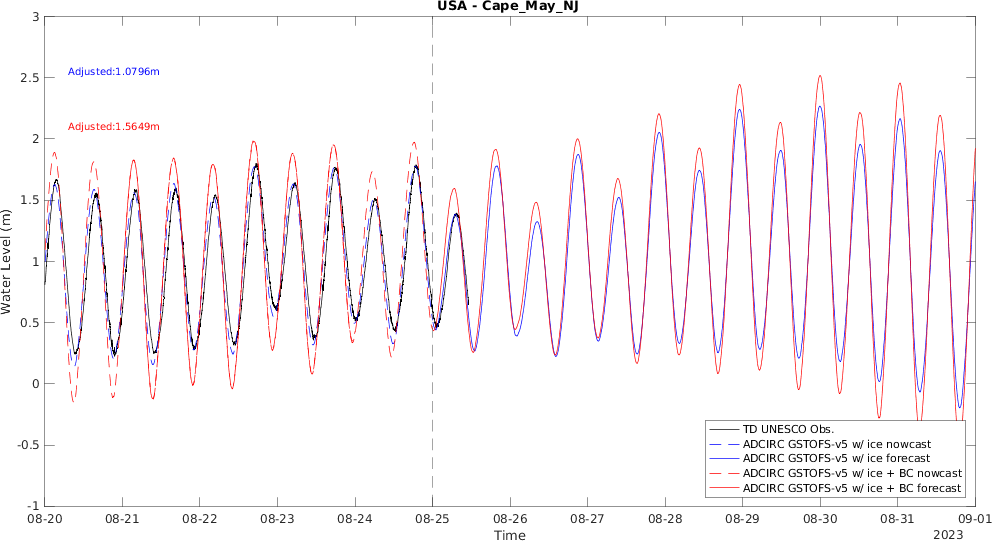 USA - Cape_May_NJ
3
2.5
2
1.5
1
0.5
0
-0.5
-1
Water Level (m)
Adjusted:1.0796m
Adjusted:1.5649m
TD UNESCO Obs.
ADCIRC GSTOFS-v5 w/ ice nowcast
ADCIRC GSTOFS-v5 w/ ice forecast
ADCIRC GSTOFS-v5 w/ ice + BC nowcast
ADCIRC GSTOFS-v5 w/ ice + BC forecast
08-20 08-21 08-22 08-23 08-24 08-25 08-26 08-27 08-28 08-29 08-30 08-31 09-01
Time
2023